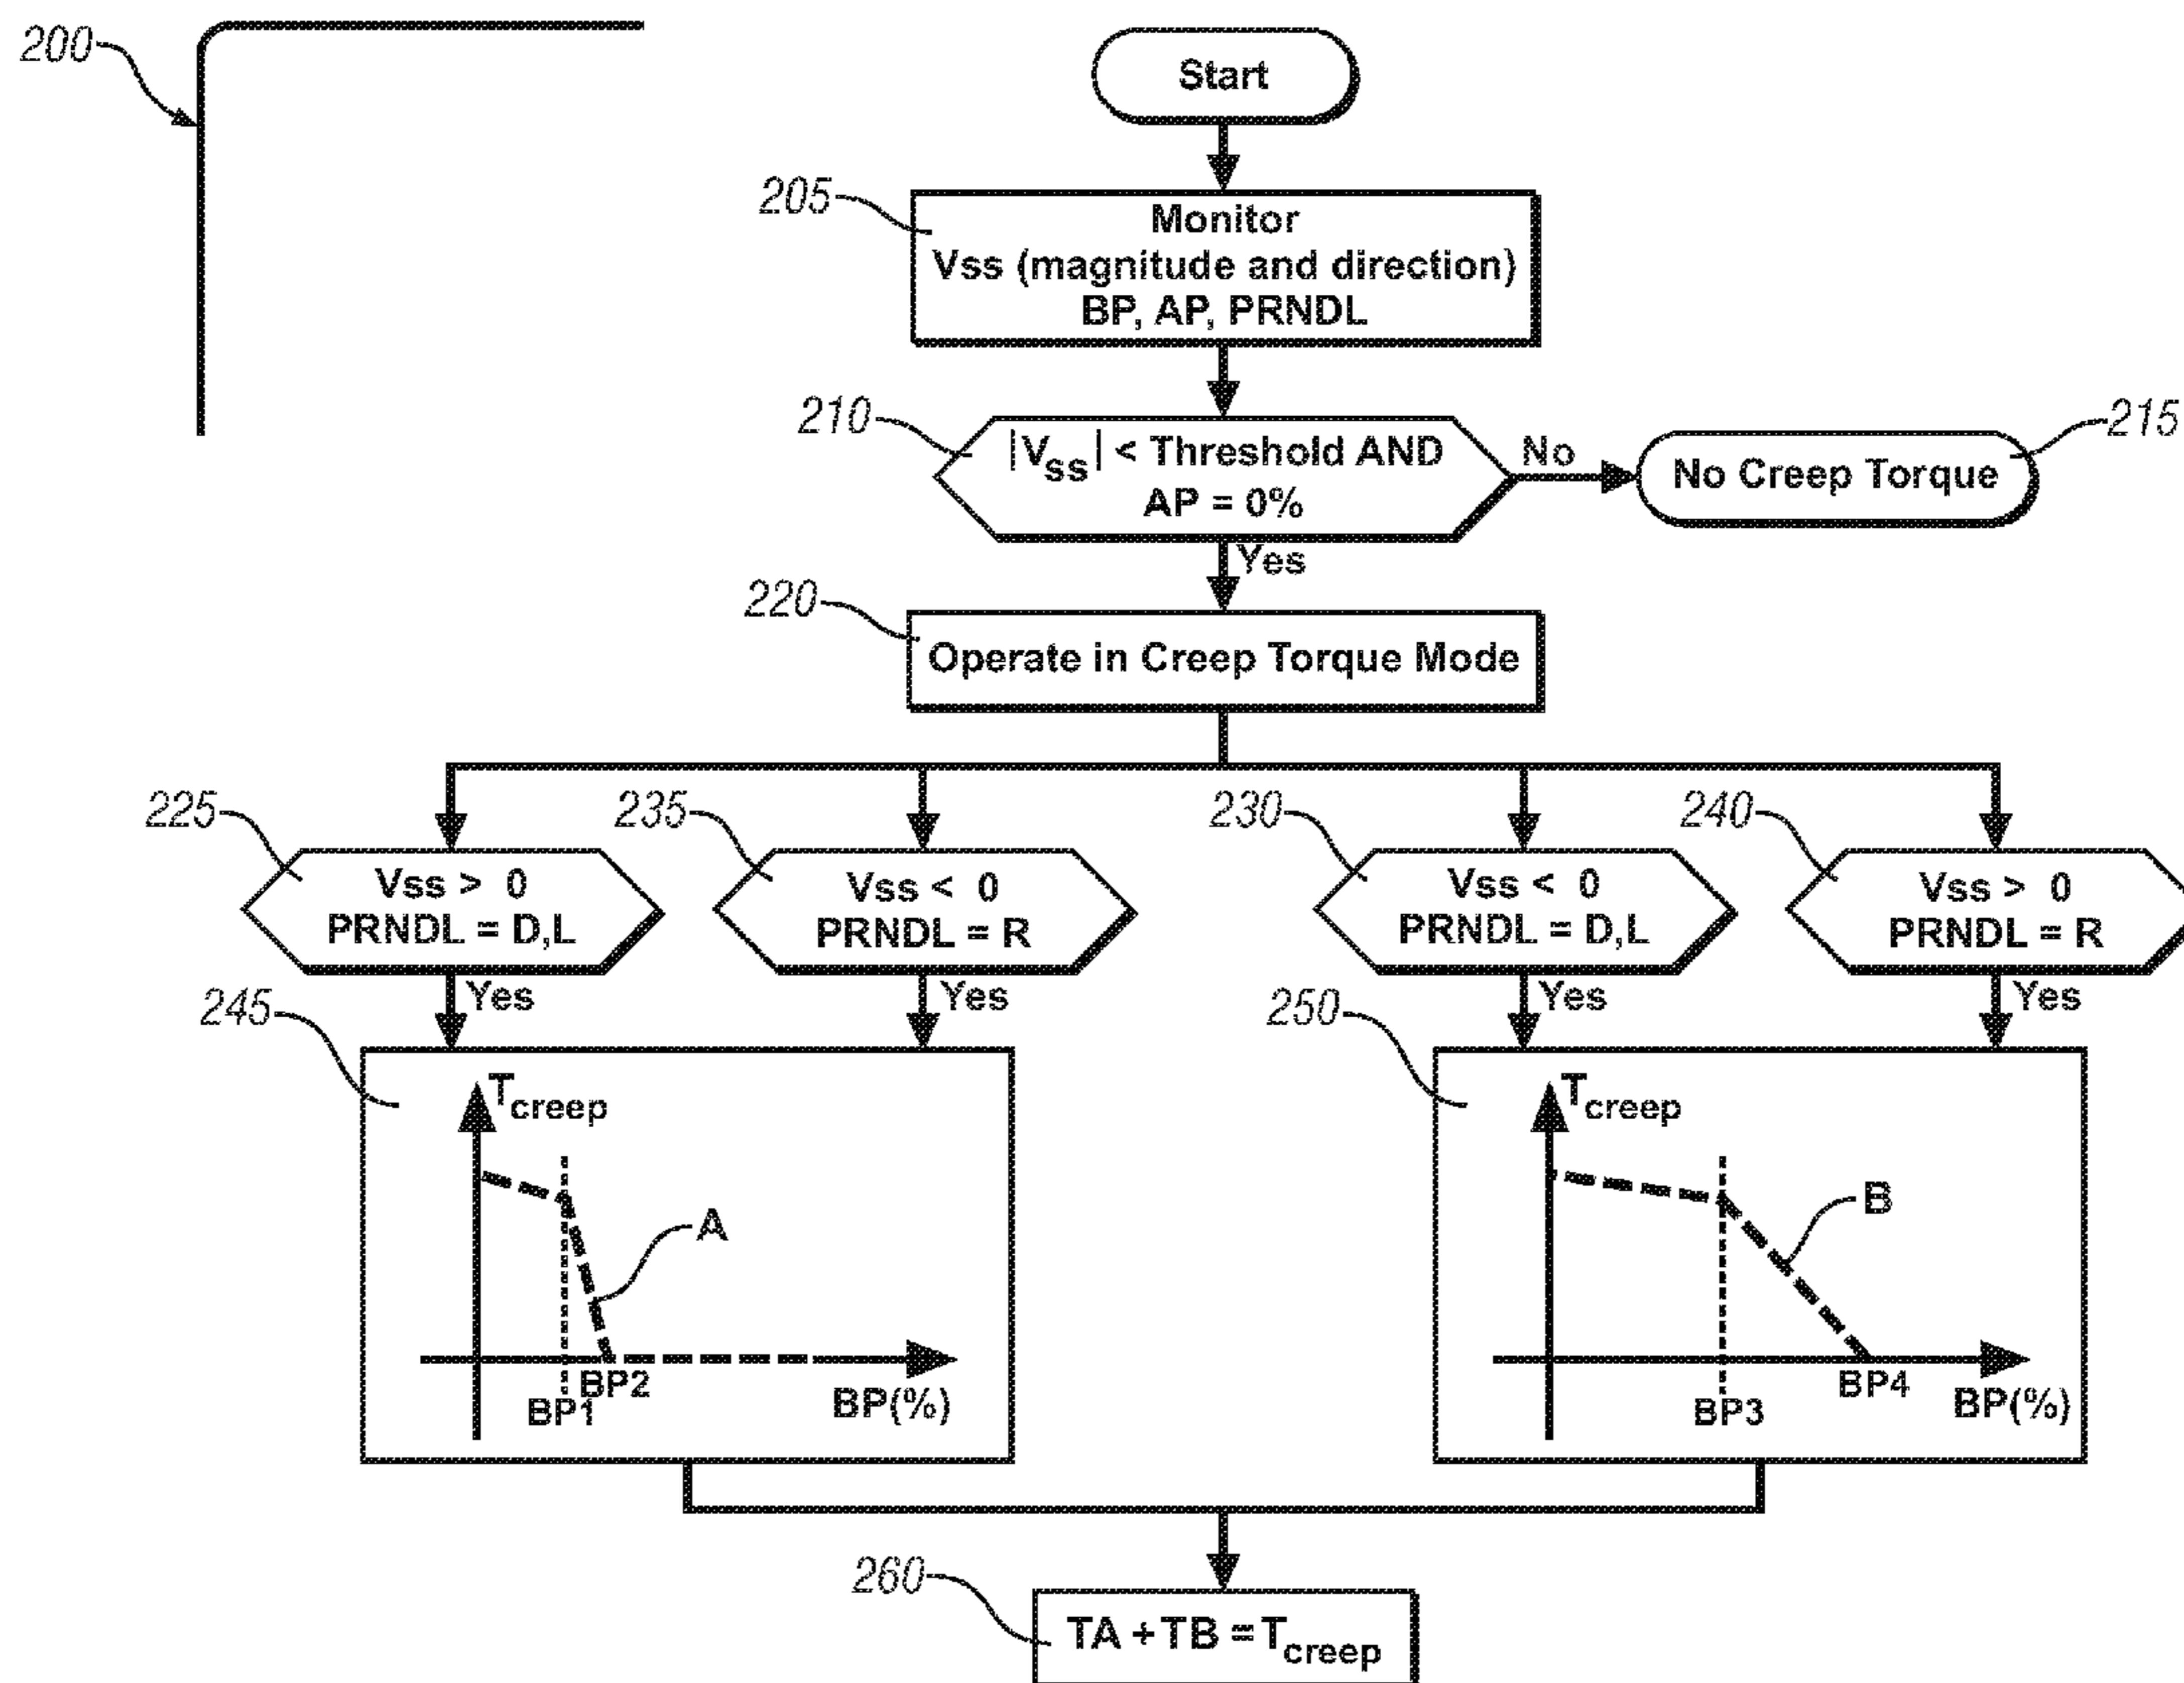 200
Start
205
Monitor
Vss (magnitude and direction)
BP, AP, PRNDL
210
|Vss| < Threshold AND
AP = 0%
No
215
No Creep Torque
Yes
220
Operate in Creep Torque Mode
225
Vss > 0
PRNDL = D,L
Yes
235
Vss < 0
PRNDL = R
Yes
230
Vss < 0
PRNDL = D,L
Yes
240
Vss > 0
PRNDL = R
Yes
245
Tcreep
A
BP1
BP2
BP(%)
250
Tcreep
B
BP3
BP4
BP(%)
260
TA + TB = Tcreep